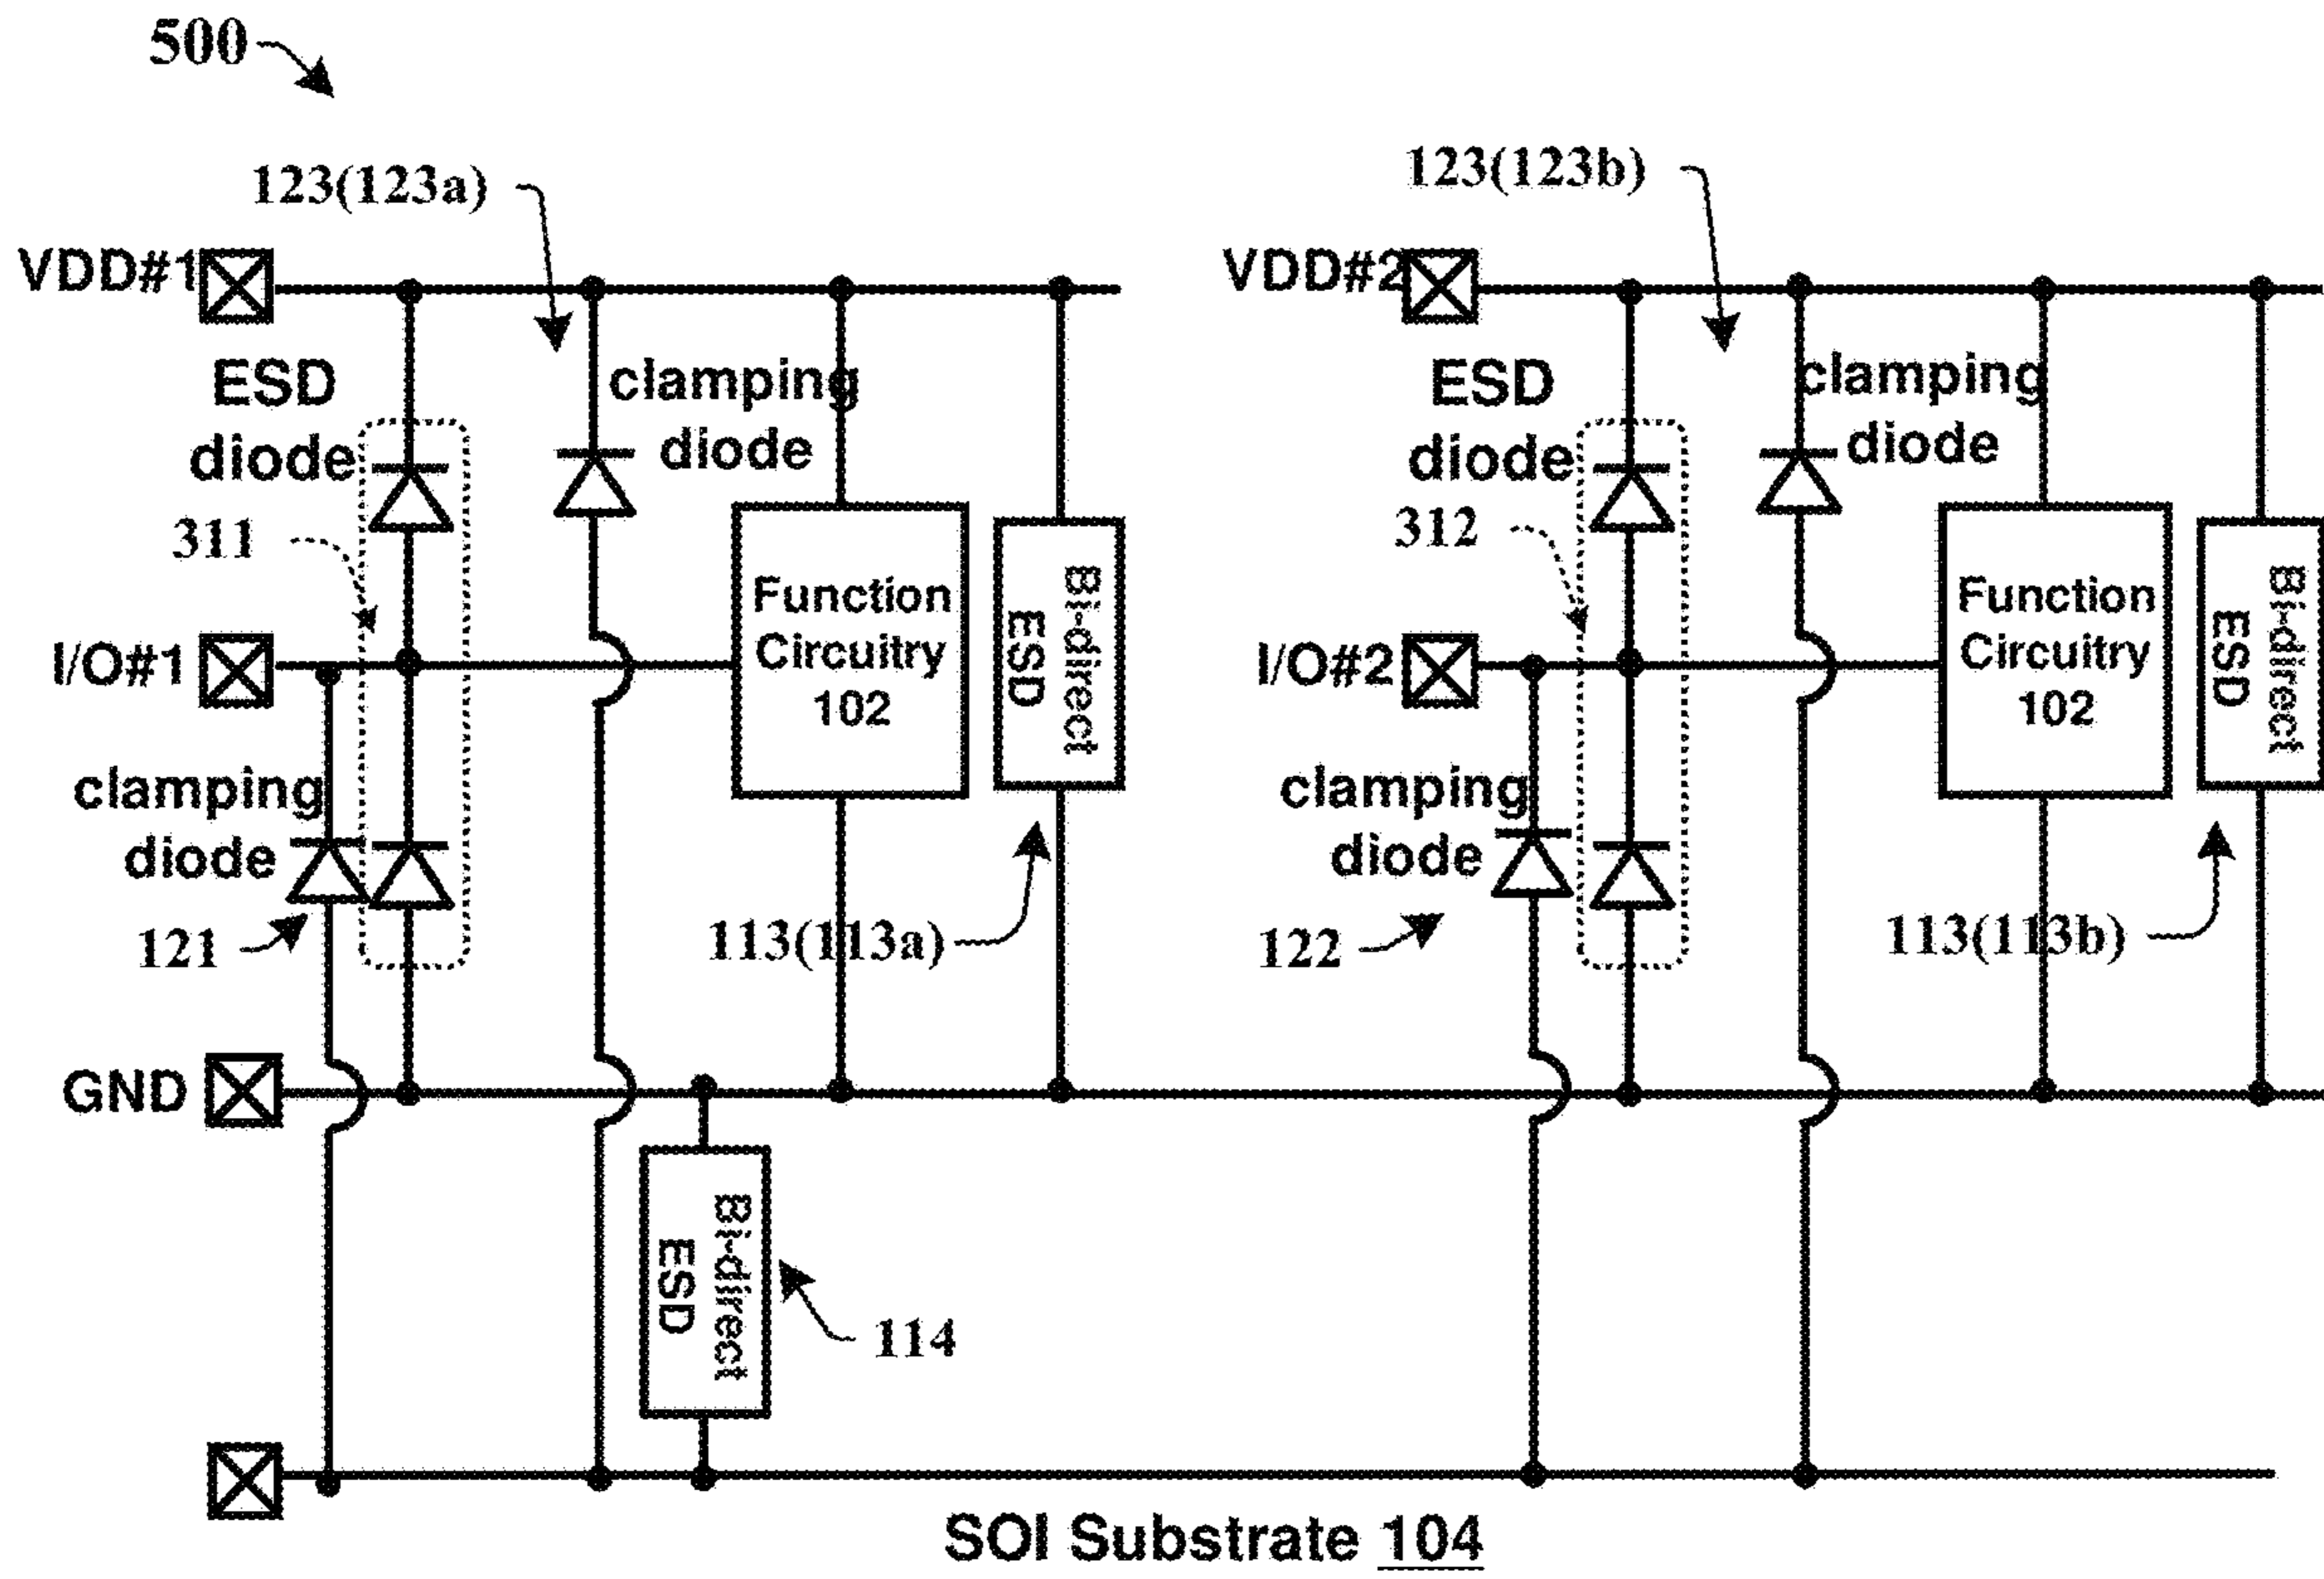 500
123(123a)
123(123b)
VDD#1
VDD#2
ESD
diode
clamping
diode
ESD
diode
clamping
diode
311
312
Function
Circuitry
102
Bi-direct
ESD
Function
Circuitry
102
Bi-direct
ESD
I/O#1
I/O#2
clamping
diode
clamping
diode
121
113(113a)
122
113(113b)
GND
Bi-direct
ESD
114
SOI Substrate 104